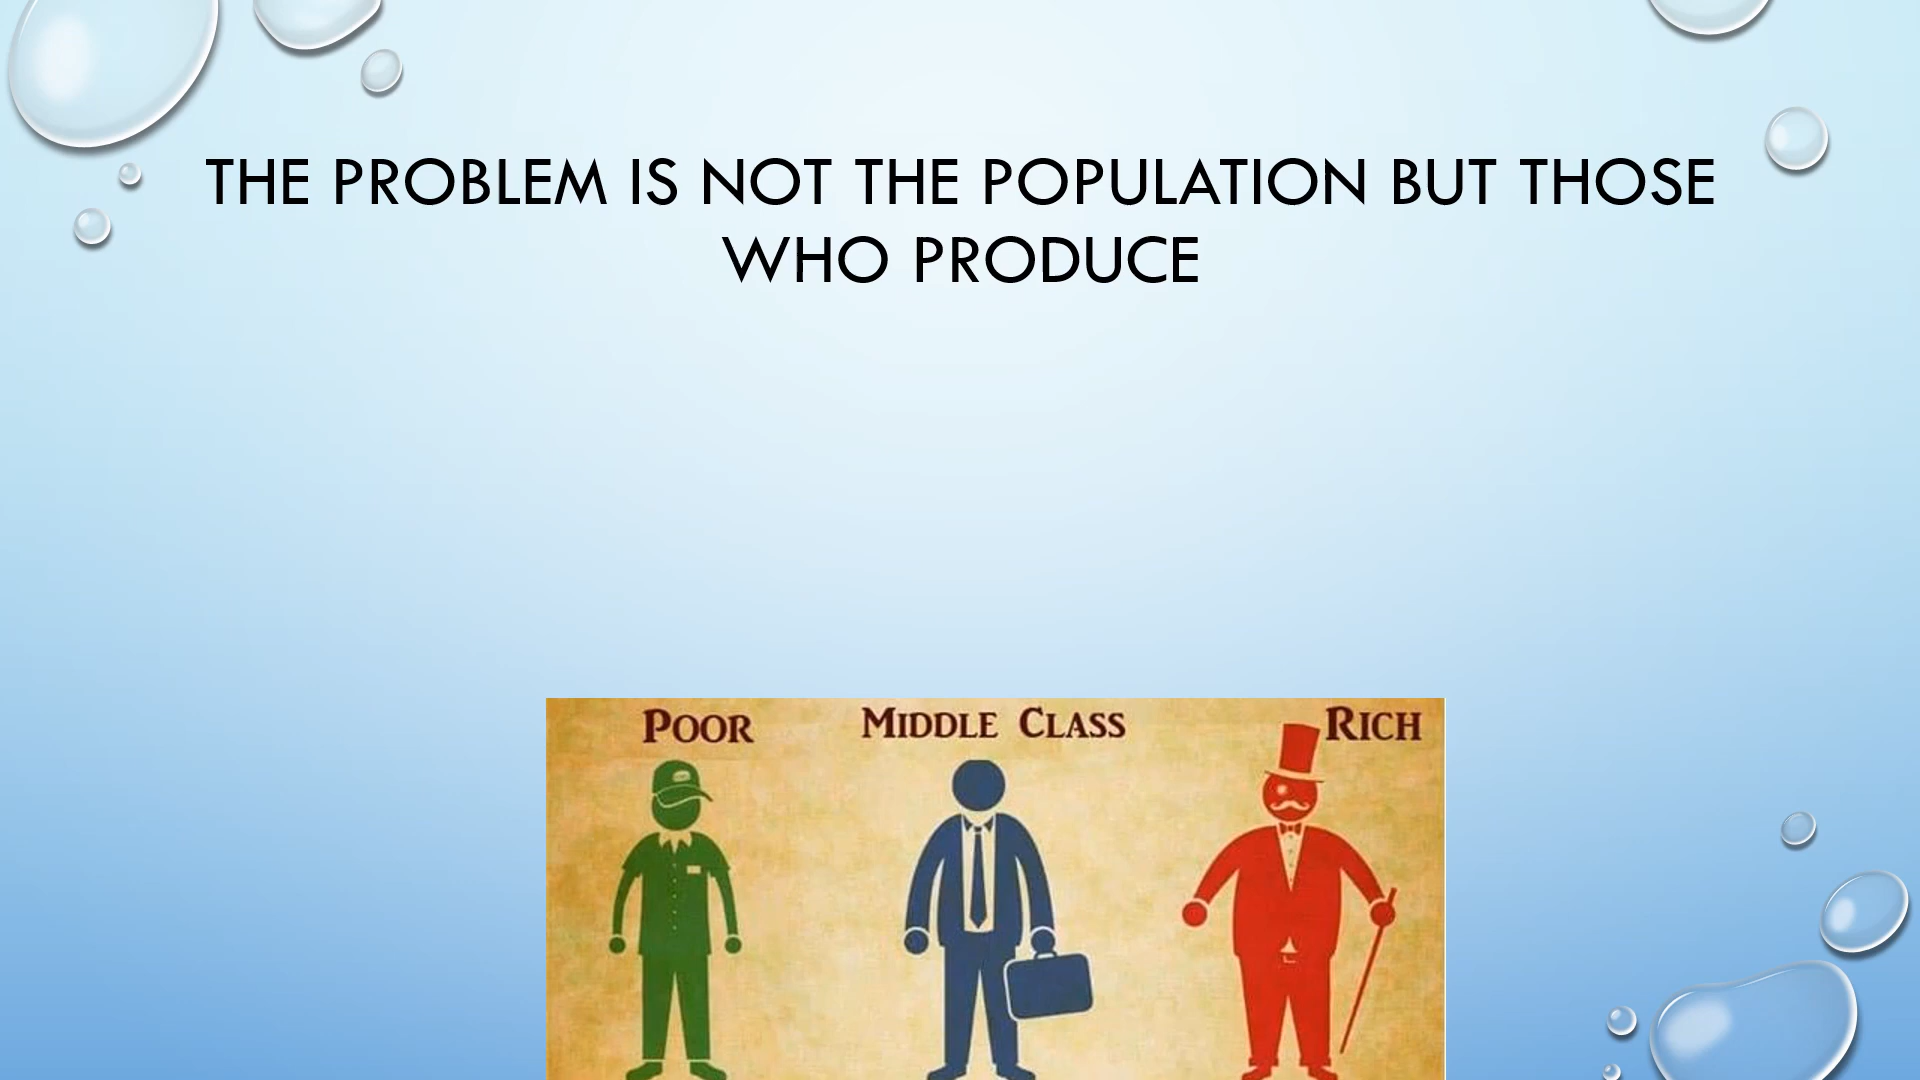 THE PROBLEM IS NOT THE POPULATION BUT THOSE
WHO PRODUCE
POOR MIDDLE CLASS RICH